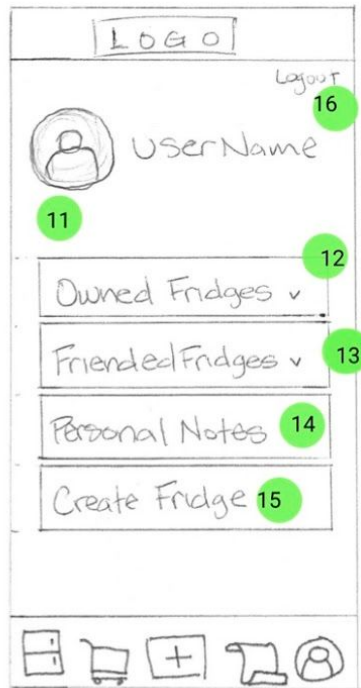 LOGO
Logout
16
UserName
11
12
Owned Fridges
13
Friended Fridges
Personal Notes 14
Create Fridge 15